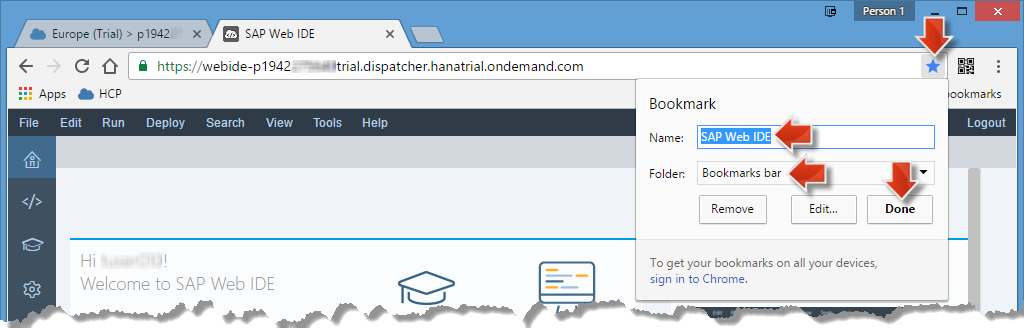 Person 1
Europe (Trial) > p1942
SAP Web IDE
https://webide-p1942 trial.dispatcher.hanatrial.ondemand.com
Apps HCP ookmarks
File Edit Run Deploy Search View Tools Help Logout
Bookmark
Name: SAP Web IDE
Folder: Bookmarks bar
Remove Edit... Done
To get your bookmarks on all your devices,
sign in to Chrome.
Hi !
Welcome to SAP Web IDE